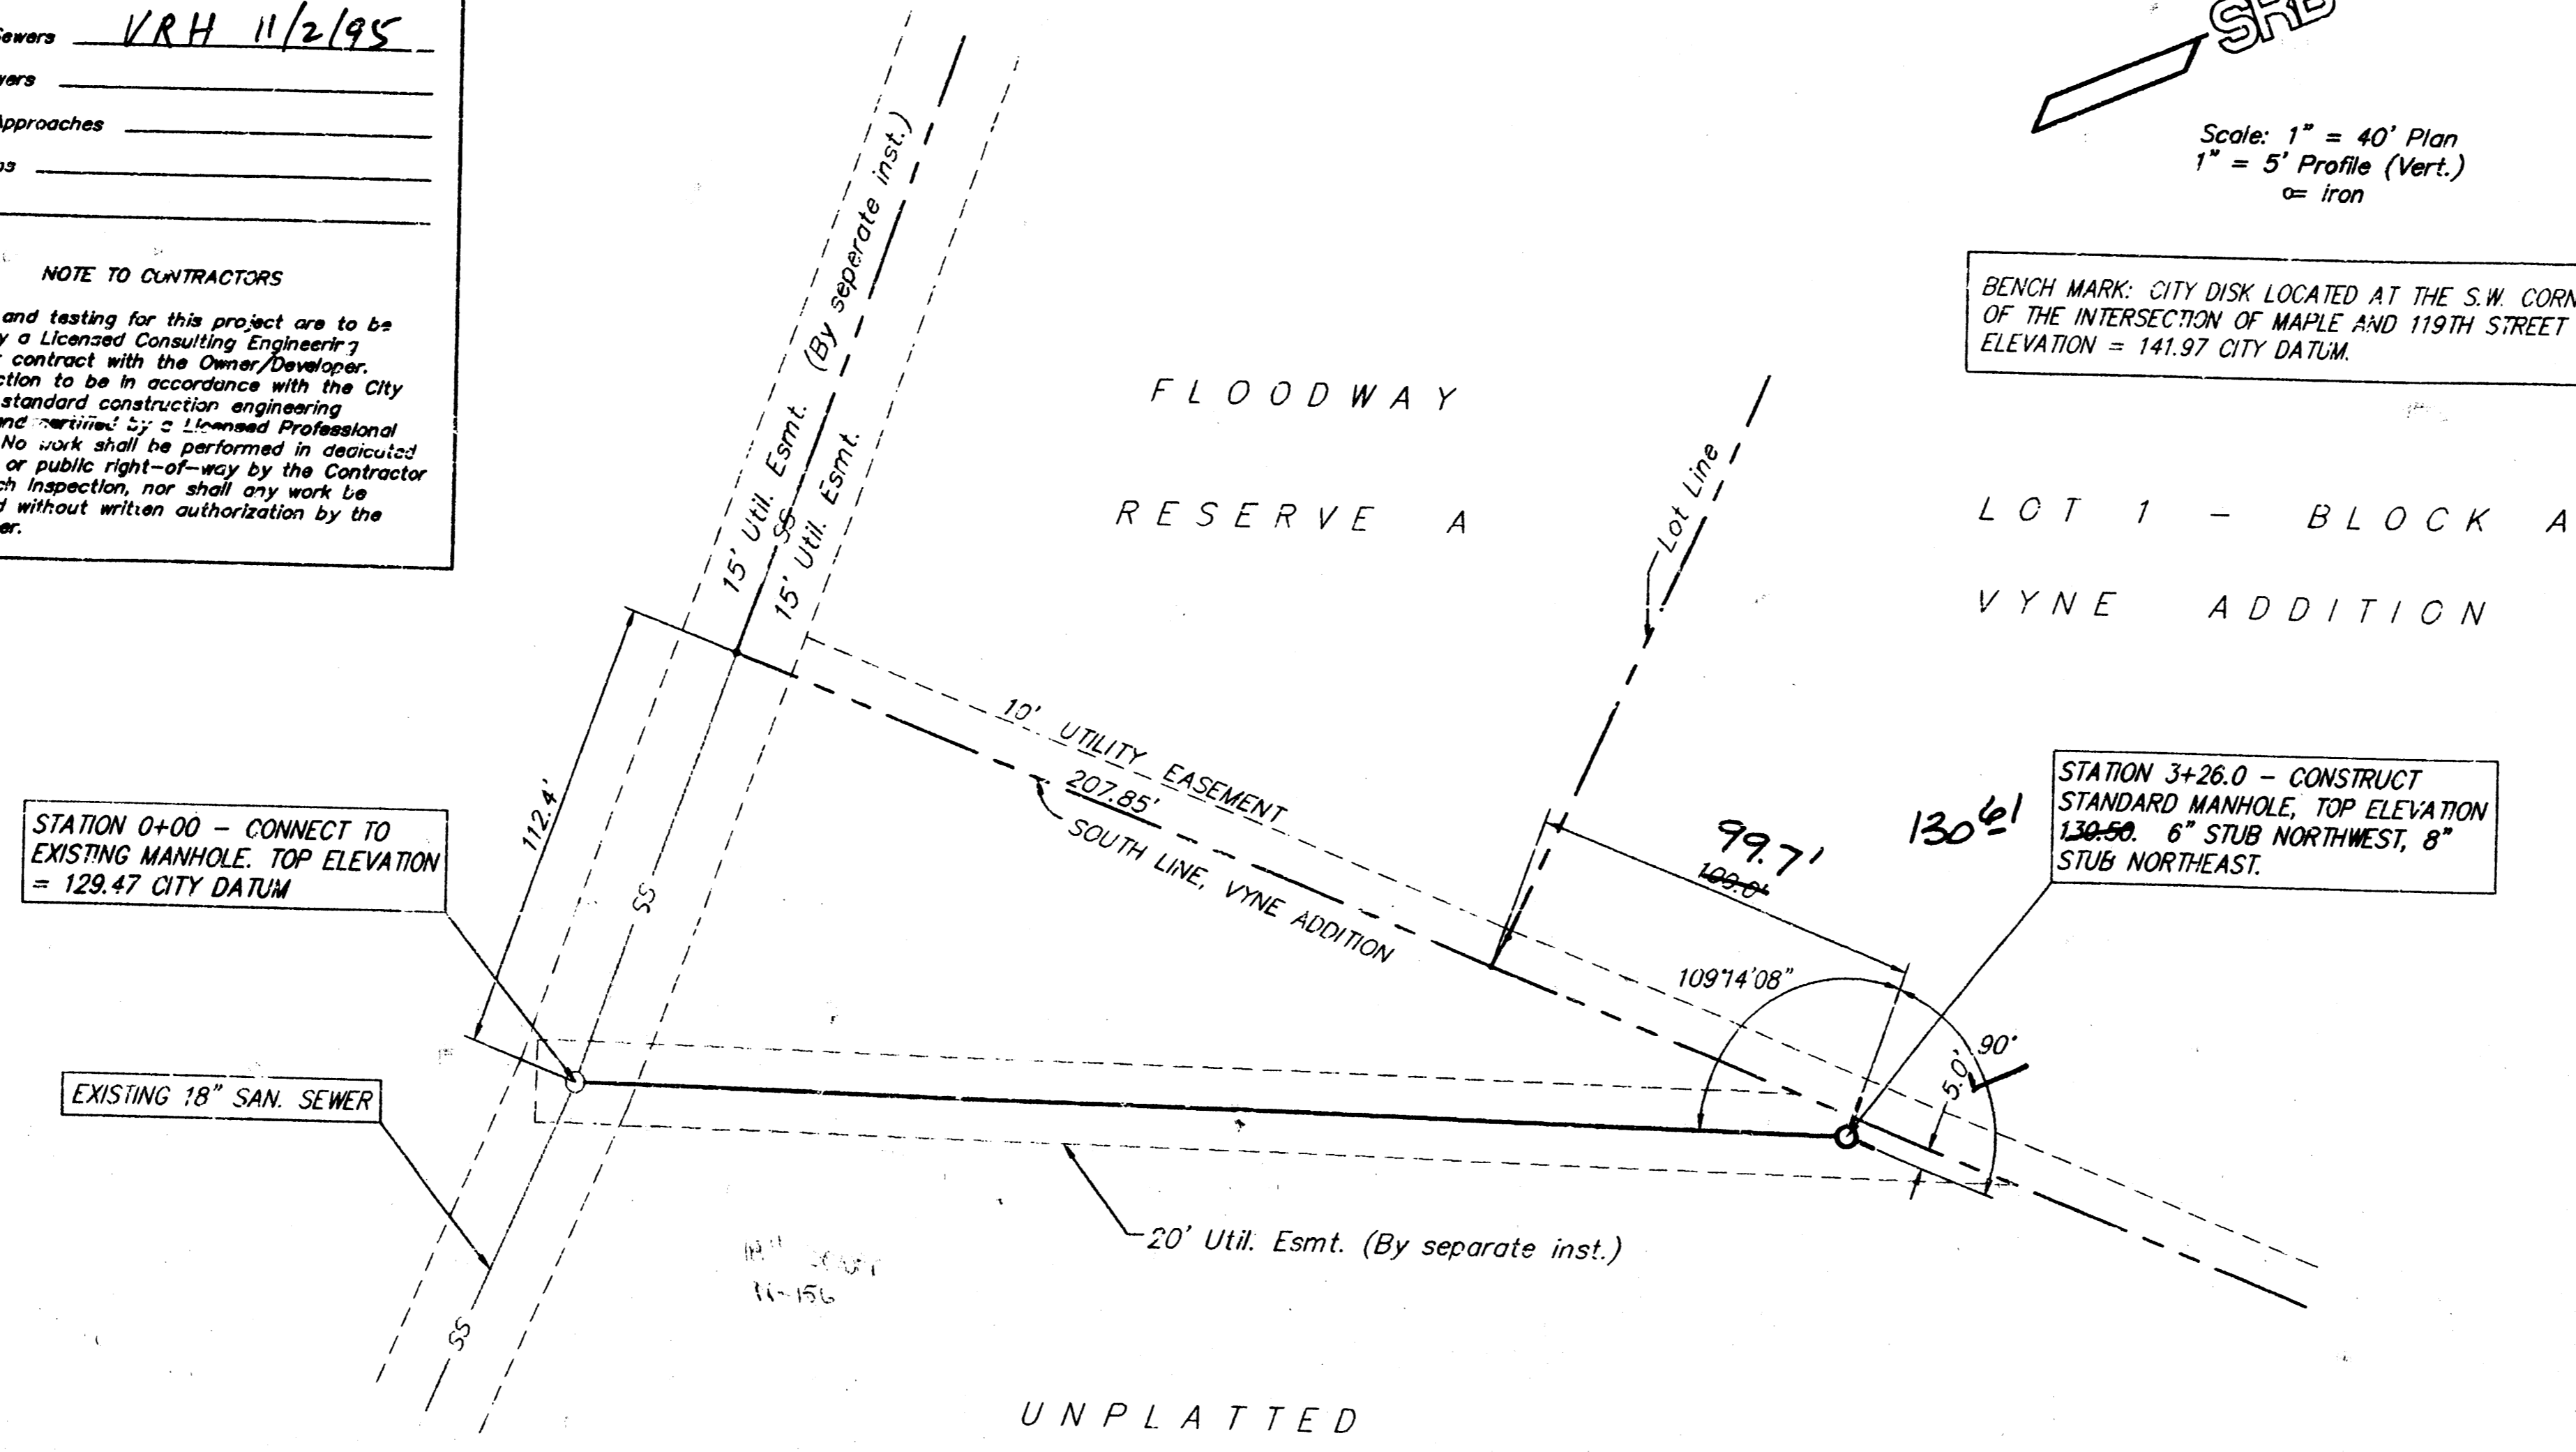 Sewers VRH 11/2/95
wers
Approaches
NOTE TO CONTRACTORS
and testing for this project are to be
y a Licensed Consulting Engineering
contract with the Owner/Developer.
ction to be in accordance with the City
standard construction engineering
and certified by a Licensed Professional
No work shall be performed in dedicated
or public right-of-way by the Contractor
ch Inspection, nor shall any work be
d without written authorization by the
er.
SRB
Scale: 1" = 40' Plan
1" = 5' Profile (Vert.)
o= iron
BENCH MARK: CITY DISK LOCATED AT THE S.W. CORN
OF THE INTERSECTION OF MAPLE AND 119TH STREET
ELEVATION = 141.97 CITY DATUM.
15' Util. Esmt. (By seperate inst.)
SS
15' Util. Esmt.
FLOODWAY
RESERVE A
Lot Line
LOT 1 - BLOCK A
VYNE ADDITION
112.4'
10' UTILITY EASEMENT
207.85'
SOUTH LINE, VYNE ADDITION
99.7'
100.0'
130.61
STATION 3+26.0 - CONSTRUCT
STANDARD MANHOLE, TOP ELEVATION
130.50. 6" STUB NORTHWEST, 8"
STUB NORTHEAST.
STATION 0+00 - CONNECT TO
EXISTING MANHOLE. TOP ELEVATION
= 129.47 CITY DATUM
SS
109°14'08"
90°
5.0'
EXISTING 18" SAN. SEWER
20' Util. Esmt. (By separate inst.)
SS
UNPLATTED